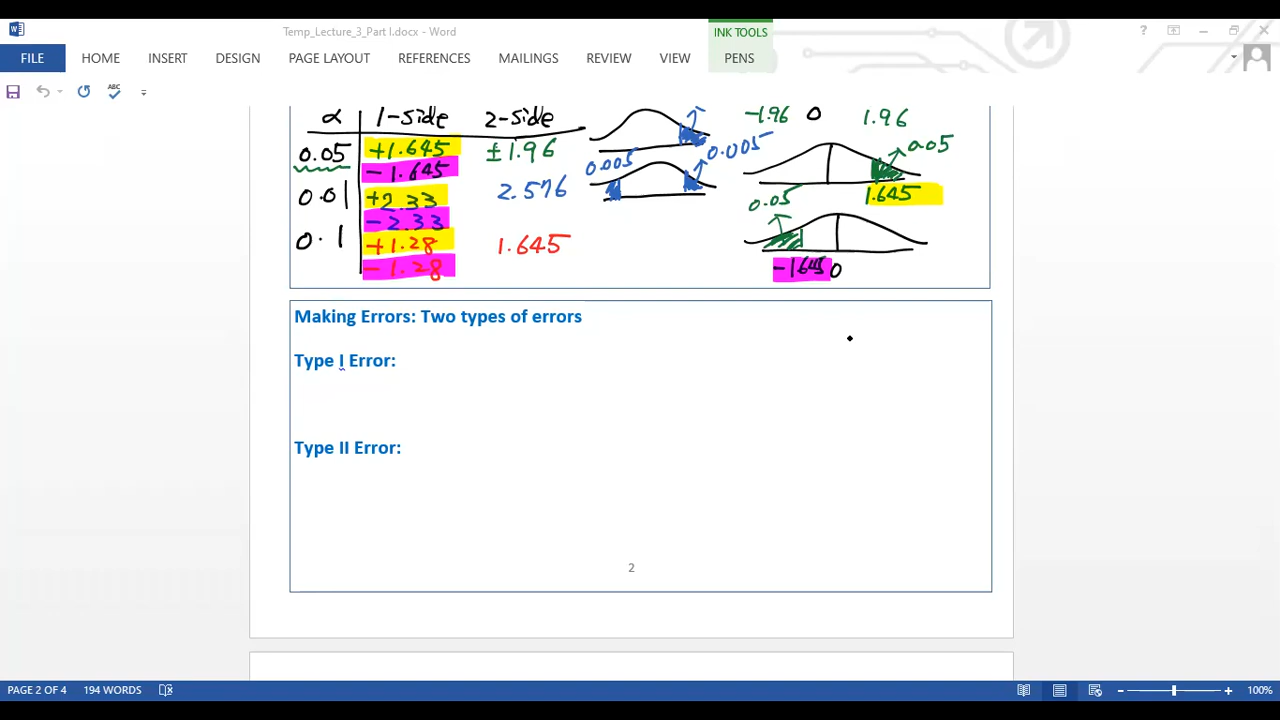 Temp_Lecture_3_Part I.docx - Word
INK TOOLS
?
FILE HOME INSERT DESIGN PAGE LAYOUT REFERENCES MAILINGS REVIEW VIEW PENS
ABC
α 1-side 2-side
-1.96 0 1.96
0.05 +1.645 ±1.96
-1.645
0.005 0.005
0.05
1.645
0.01 +2.33 2.576
-2.33
0.05
0.1 +1.28 1.645
-1.28
-1.645 0
Making Errors: Two types of errors
Type I Error:
Type II Error:
2
PAGE 2 OF 4 194 WORDS
100%